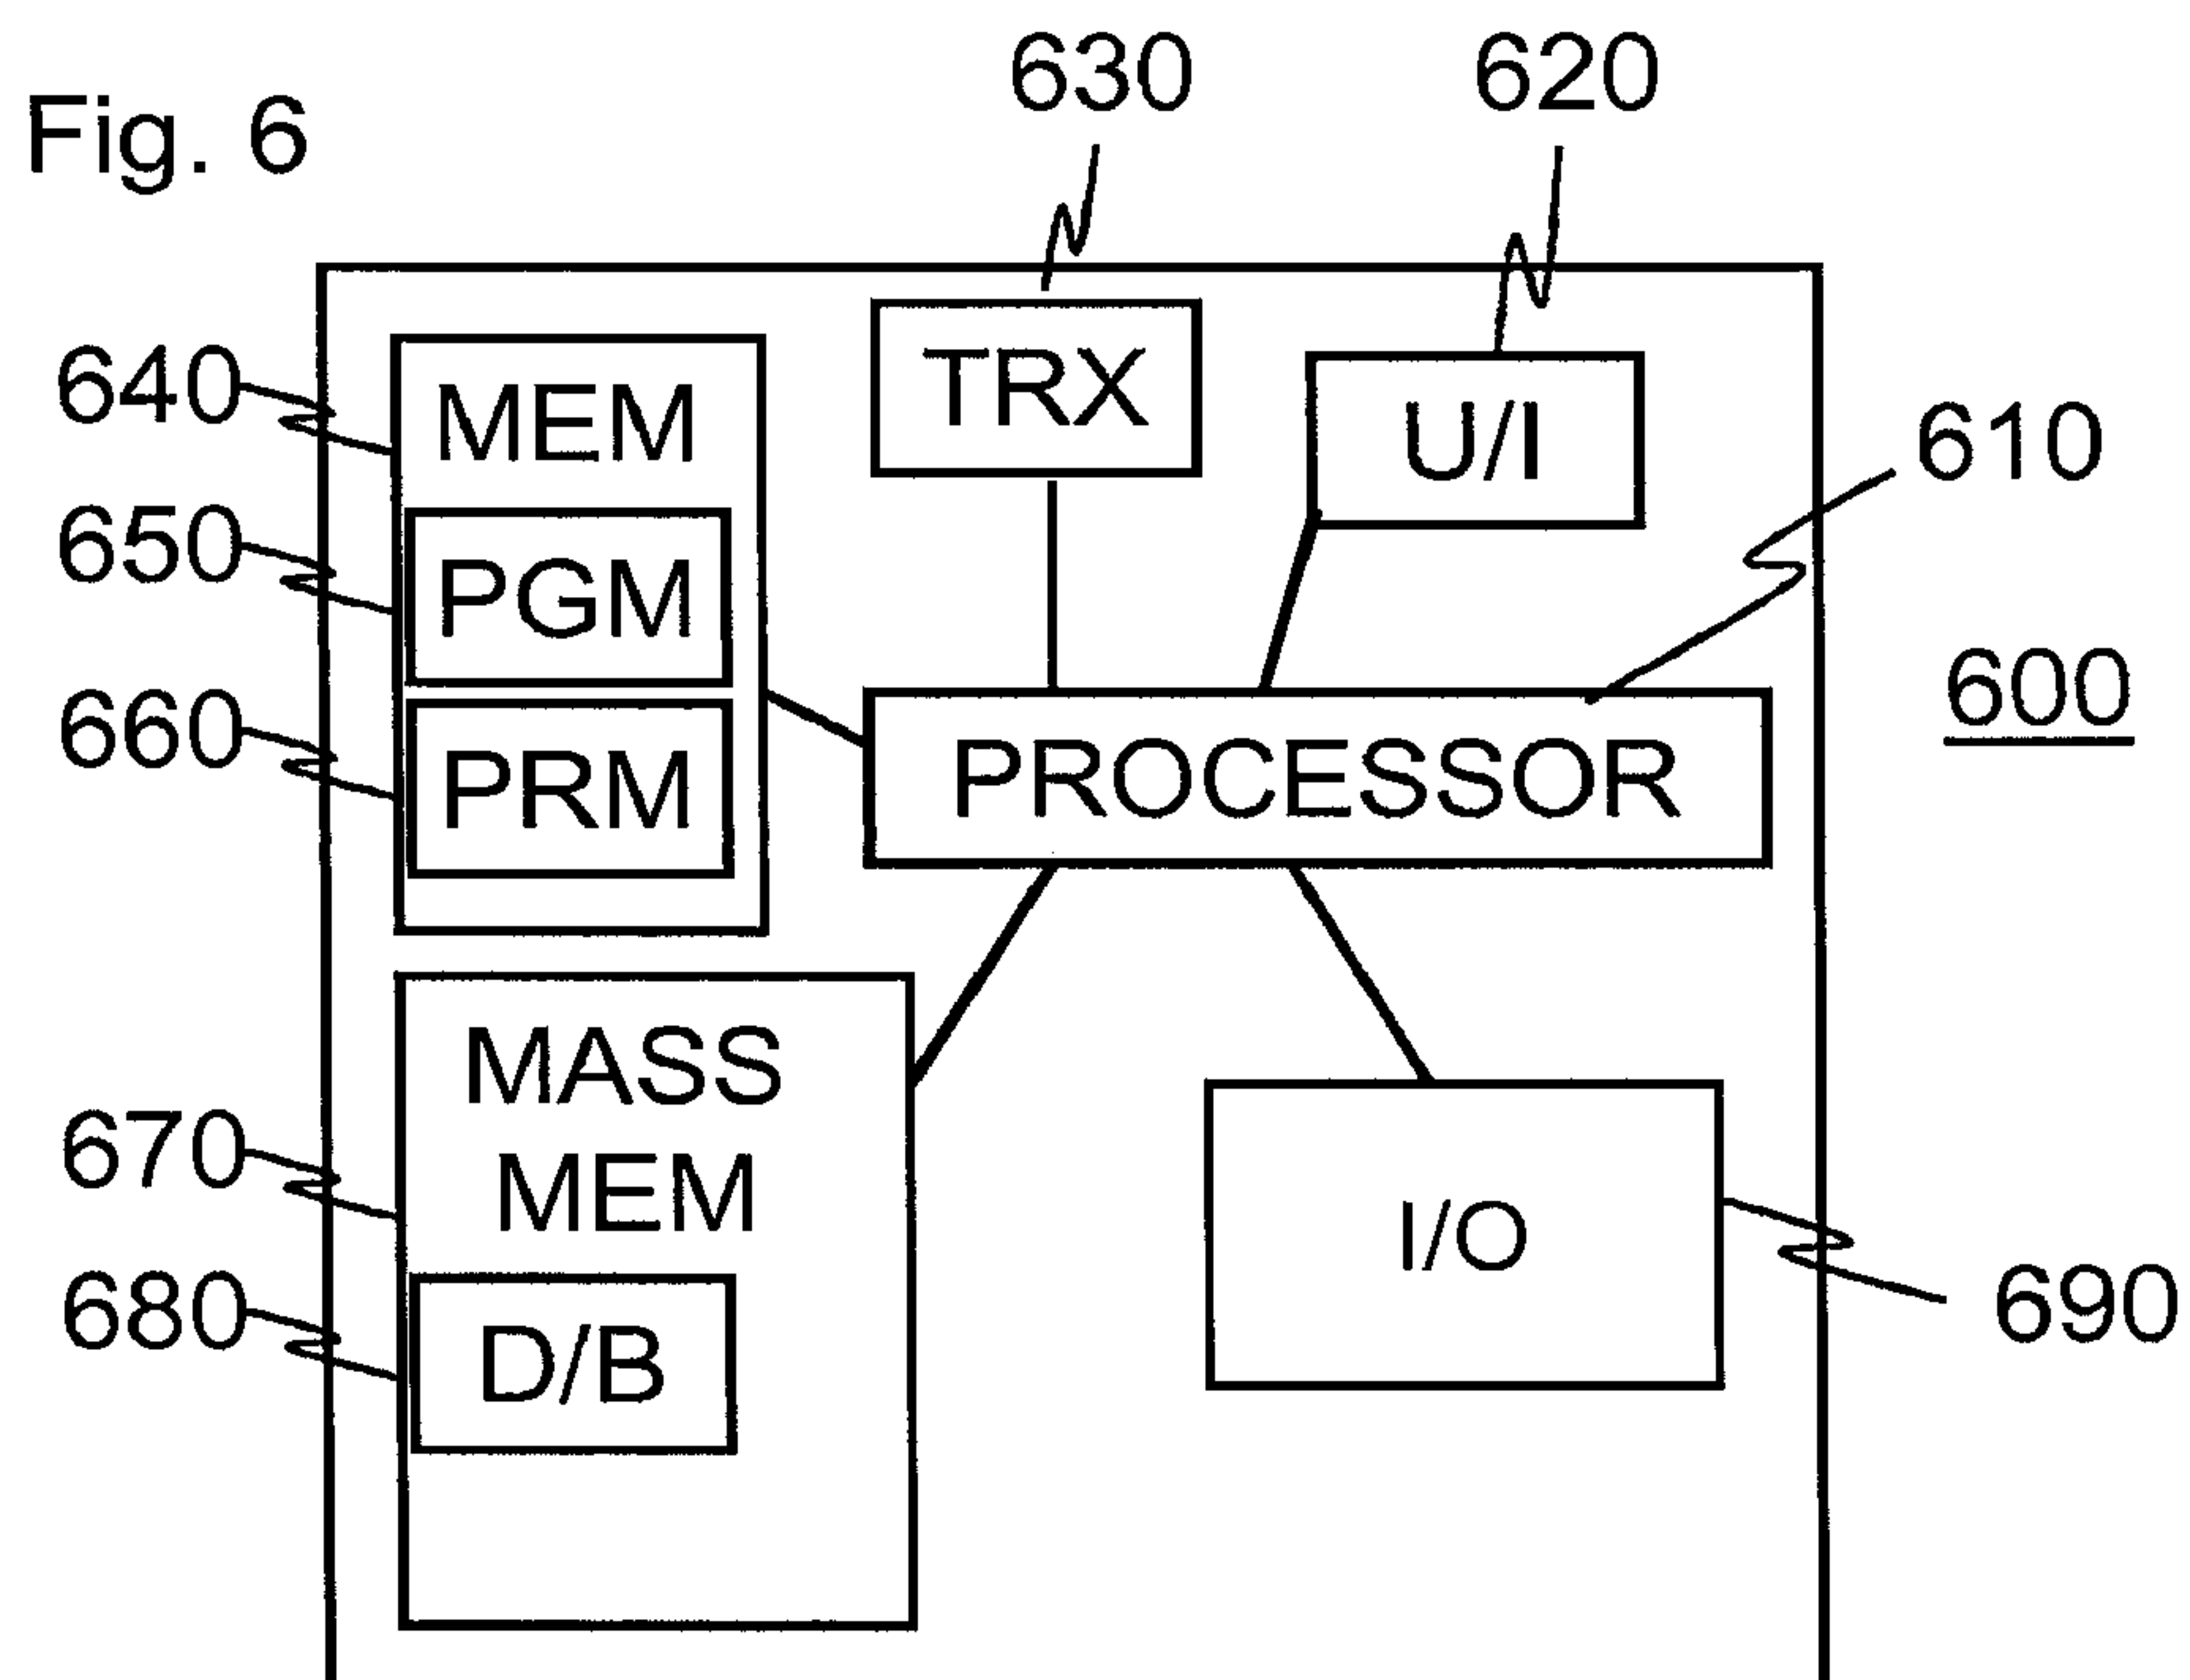 Fig. 6
630
620
640
MEM
TRX
U/I
610
650
PGM
600
660
PRM
PROCESSOR
MASS
MEM
670
I/O
680
D/B
690